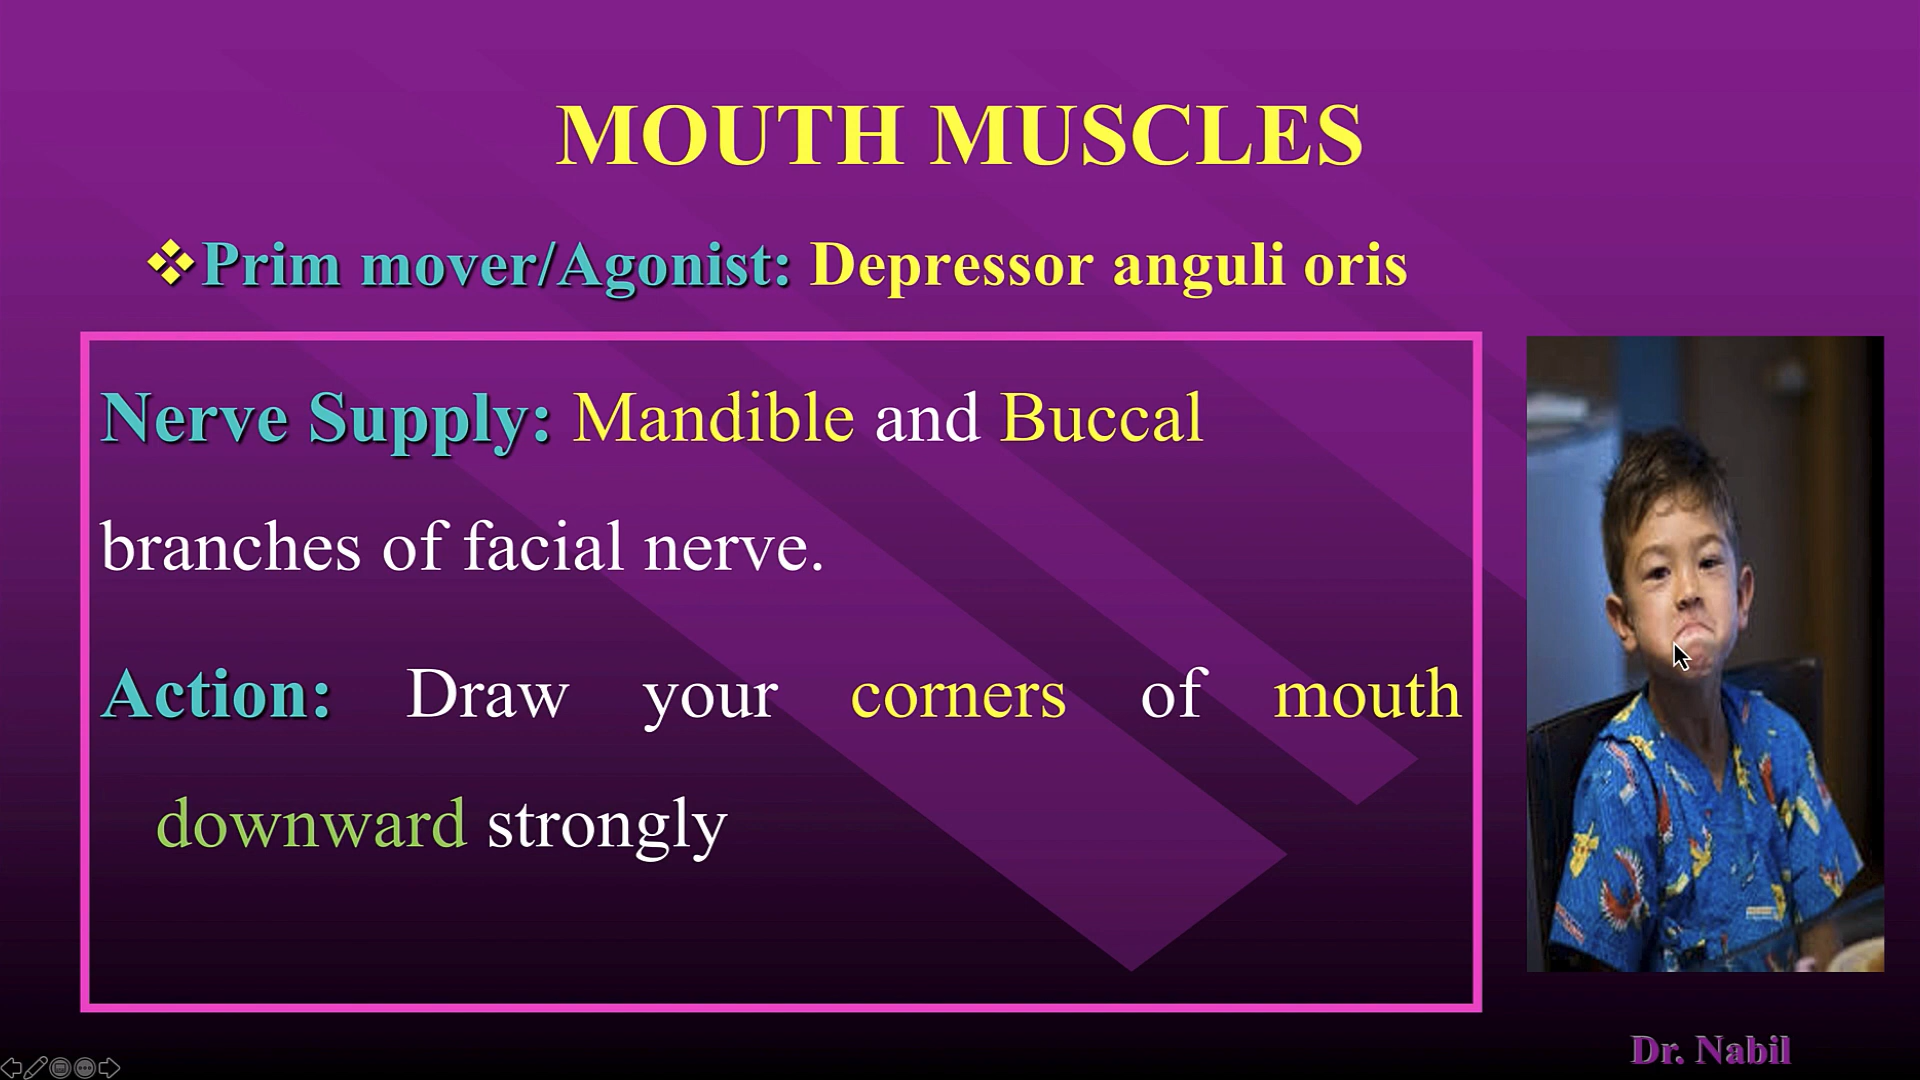 MOUTH MUSCLES
Prim mover/Agonist: Depressor anguli oris
Nerve Supply: Mandible and Buccal
branches of facial nerve.
Action: Draw your corners of mouth
downward strongly
Dr. Nabil